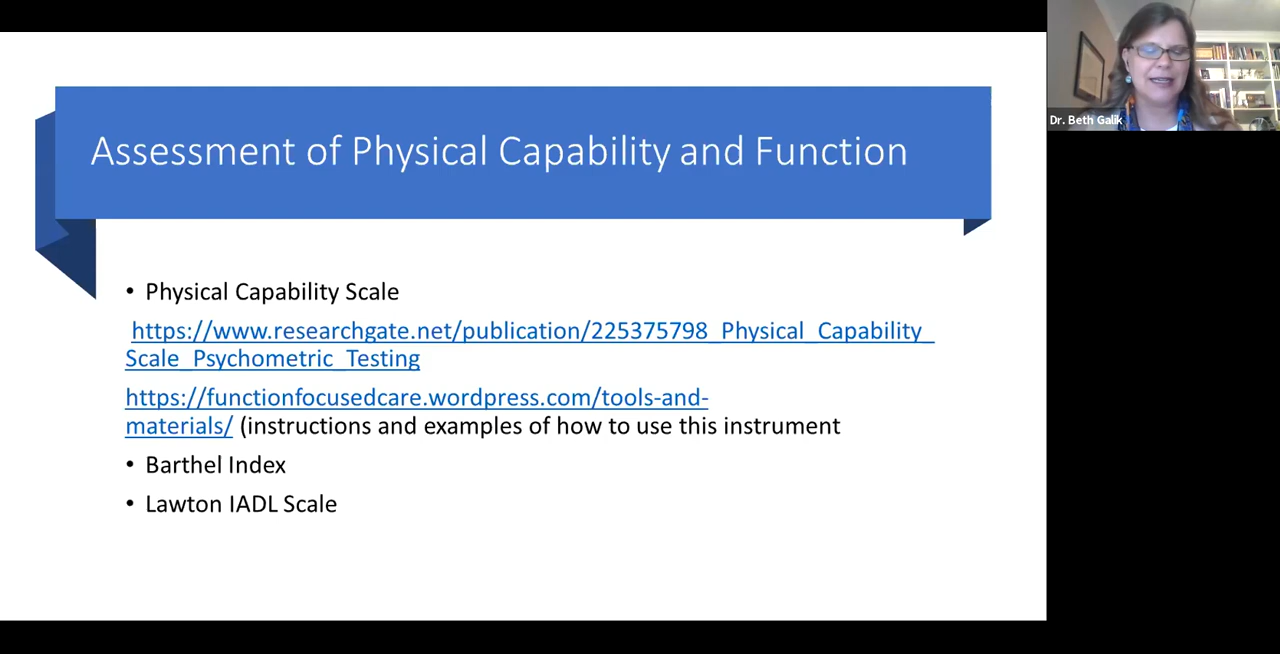 Assessment of Physical Capability and Function
• Physical Capability Scale
https://www.researchgate.net/publication/225375798_Physical_Capability_
Scale_Psychometric_Testing
https://functionfocusedcare.wordpress.com/tools-and-
materials/ (instructions and examples of how to use this instrument
• Barthel Index
• Lawton IADL Scale
Dr. Beth Galik